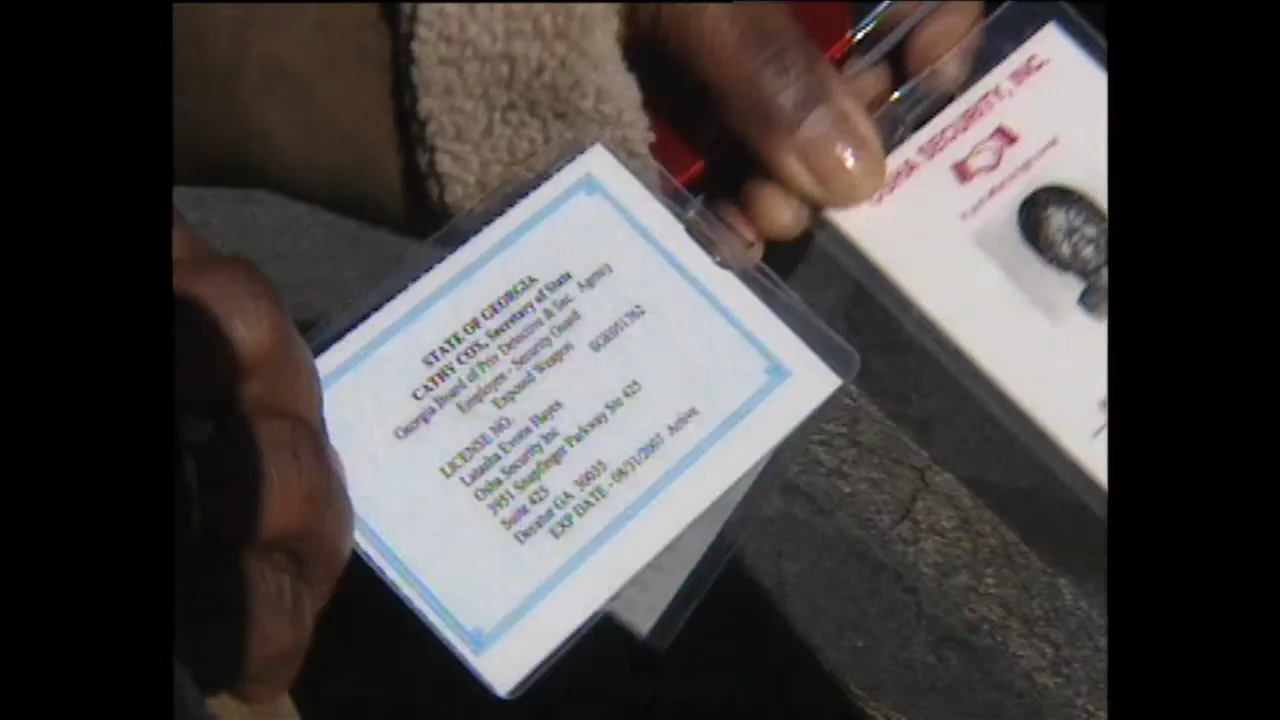 STATE OF GEORGIA
CATHY COX, Secretary of State
Georgia Board of Priv Detective & Sec. Agency
Employee - Security Guard
Exposed Weapon
LICENSE NO.
Latasha Evans Hayes
Osha Security Inc
Snapfinger Parkway Ste 425
Suite 425
Decatur GA 30035
EXP DATE - 08/31/2007 Active
SECURITY, INC